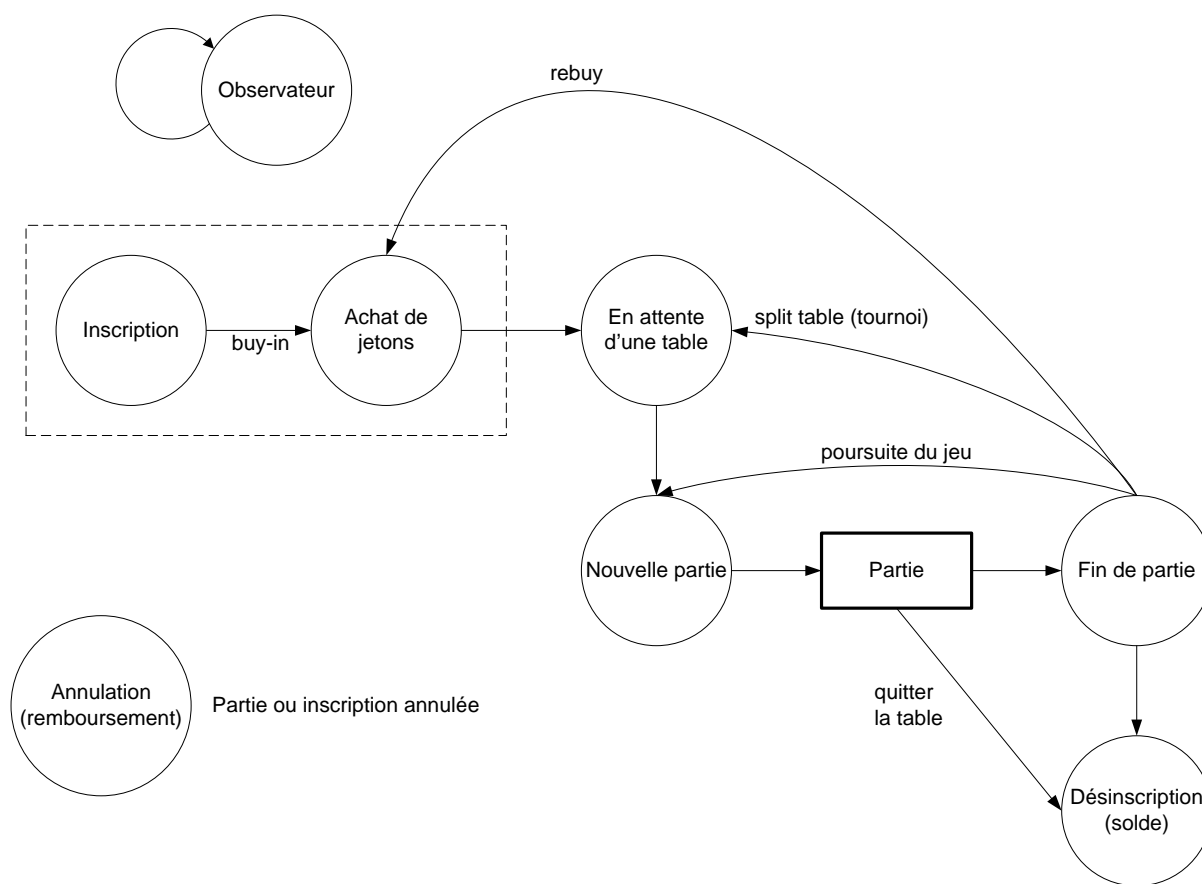 Observateur
rebuy
Inscription
buy-in
Achat de
jetons
En attente
d'une table
split table (tournoi)
poursuite du jeu
Nouvelle partie
Partie
Fin de partie
Annulation
(remboursement)
Partie ou inscription annulée
quitter
la table
Désinscription
(solde)